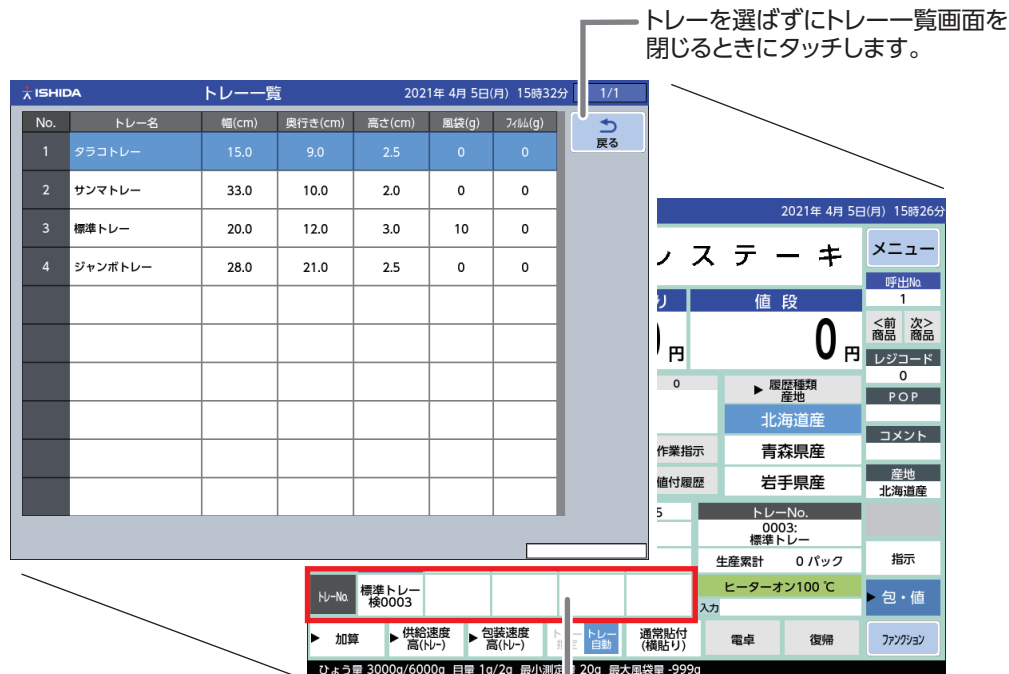 トレーを選ばずにトレー一覧画面を
閉じるときにタッチします。
ISHIDA トレー一覧 2021年 4月 5日(月) 15時32分 1/1
No. トレー名 幅(cm) 奥行き(cm) 高さ(cm) 風袋(g) フィルム(g)
戻る
1 タラコトレー 15.0 9.0 2.5 0 0
2 サンマトレー 33.0 10.0 2.0 0 0
3 標準トレー 20.0 12.0 3.0 10 0
4 ジャンボトレー 28.0 21.0 2.5 0 0
2021年 4月 5日(月) 15時26分
ステーキ
メニュー
呼出No.
1
値段
<前商品 次>商品
0円
円
レジコード
0
0
▶ 履歴種類
産地
POP
北海道産
コメント
作業指示
青森県産
値付履歴
岩手県産
産地
北海道産
5
トレーNo.
0003:
標準トレー
生産累計 0 パック
指示
トレーNo.
標準トレー
検0003
ヒーターオン100℃
入力
▶ 包・値
▶ 加算
▶ 供給速度
高(トレー)
▶ 包装速度
高(トレー)
トレー
自動
通常貼付
(横貼り)
電卓
復帰
ファンクション
ひょう量 3000g/6000g 目量 1g/2g 最小測定 20g 最大風袋量 -999g